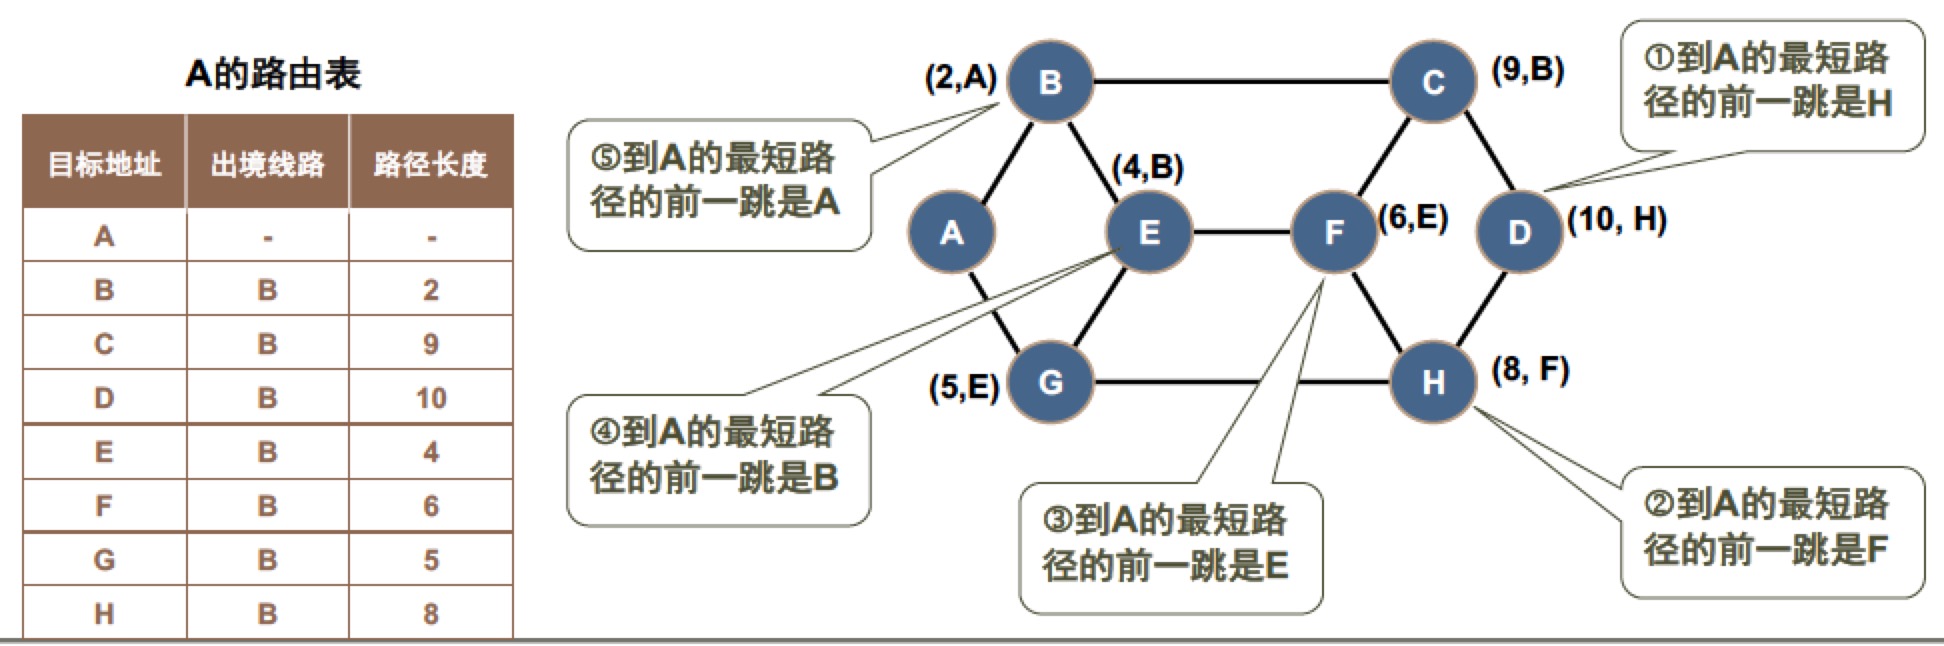 A的路由表
目标地址 出境线路 路径长度
A - -
B B 2
C B 9
D B 10
E B 4
F B 6
G B 5
H B 8
(2,A) B
C (9,B)
①到A的最短路
径的前一跳是H
⑤到A的最短路
径的前一跳是A
(4,B)
A
E
F (6,E)
D (10, H)
(5,E) G
H (8, F)
④到A的最短路
径的前一跳是B
③到A的最短路
径的前一跳是E
②到A的最短路
径的前一跳是F